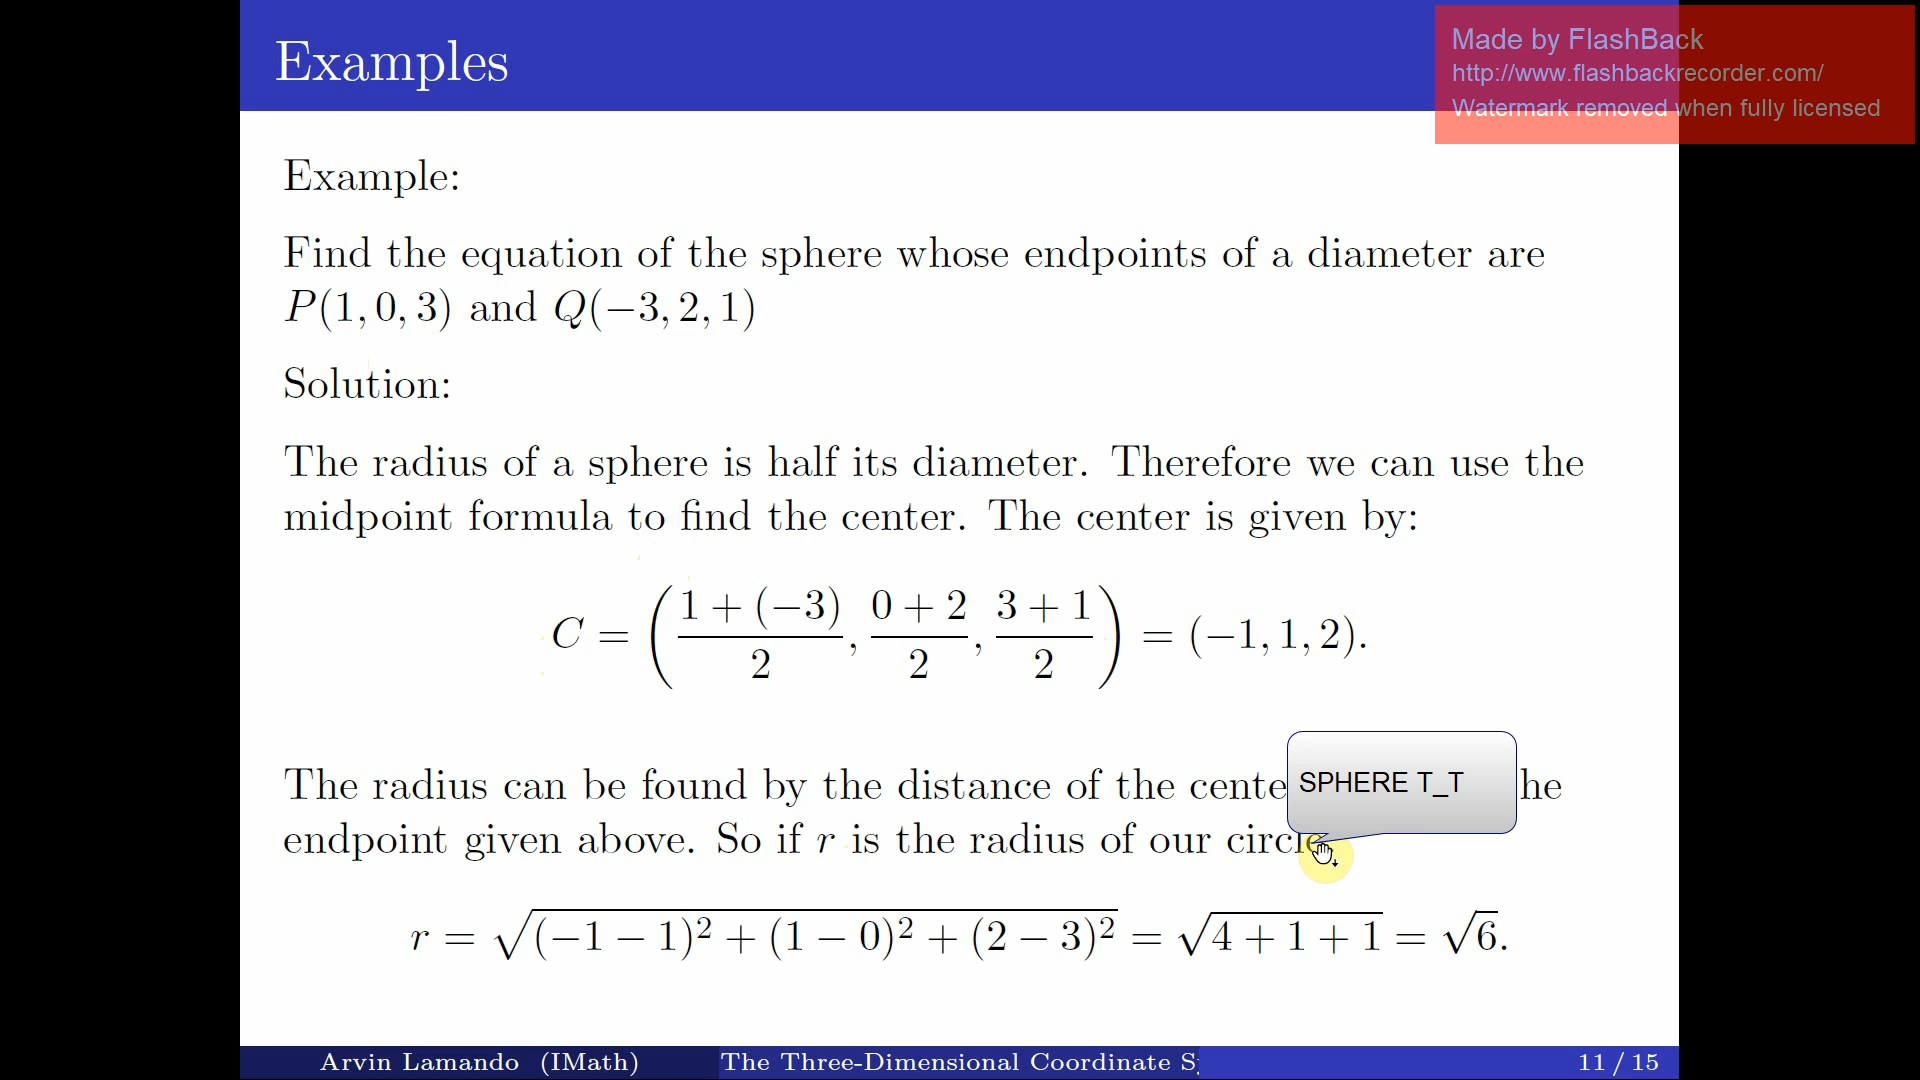 Examples
Made by FlashBack
http://www.flashbackrecorder.com/
Watermark removed when fully licensed
Example:
Find the equation of the sphere whose endpoints of a diameter are
P(1, 0, 3) and Q(−3, 2, 1)
Solution:
The radius of a sphere is half its diameter. Therefore we can use the
midpoint formula to find the center. The center is given by:
C = ( (1 + (−3))/2, (0 + 2)/2, (3 + 1)/2 ) = (−1, 1, 2).
The radius can be found by the distance of the cente SPHERE T_T he
endpoint given above. So if r is the radius of our circle
r = √((−1 − 1)² + (1 − 0)² + (2 − 3)²) = √(4 + 1 + 1) = √6.
Arvin Lamando (IMath) The Three-Dimensional Coordinate S 11 / 15